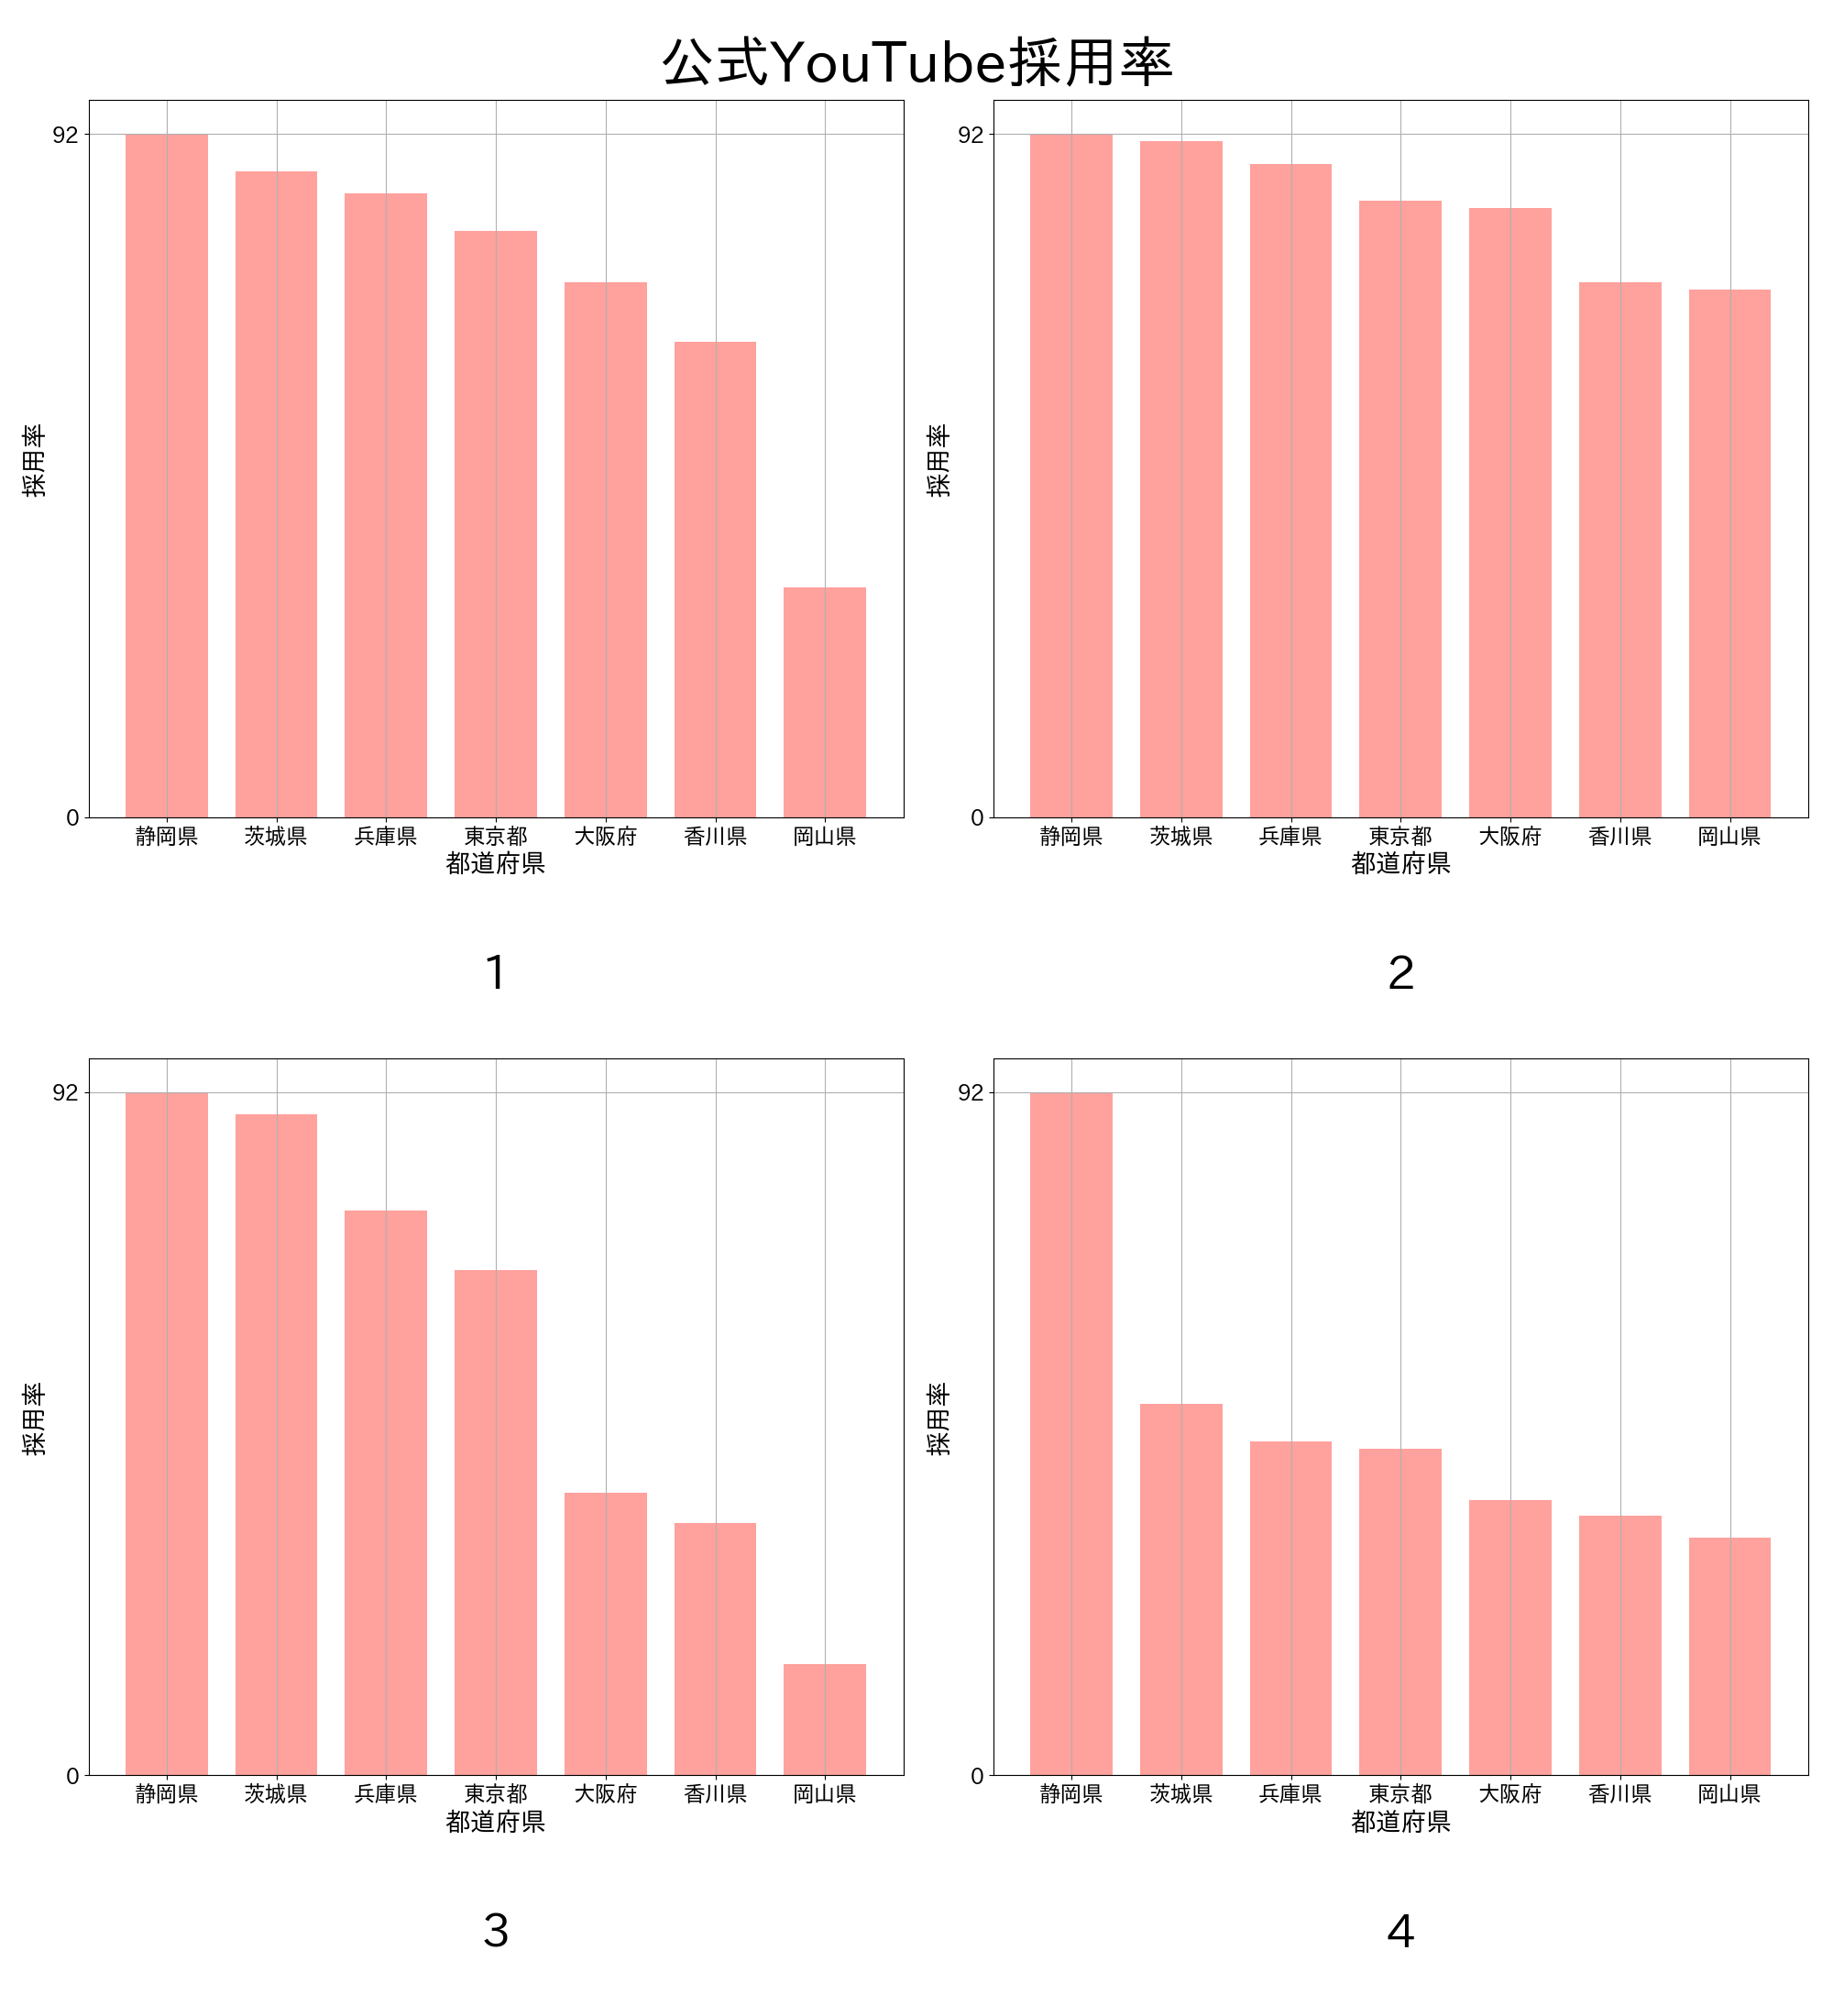 公式YouTube採用率
92
0
採用率
静岡県 茨城県 兵庫県 東京都 大阪府 香川県 岡山県
都道府県
1
92
0
採用率
静岡県 茨城県 兵庫県 東京都 大阪府 香川県 岡山県
都道府県
2
92
0
採用率
静岡県 茨城県 兵庫県 東京都 大阪府 香川県 岡山県
都道府県
3
92
0
採用率
静岡県 茨城県 兵庫県 東京都 大阪府 香川県 岡山県
都道府県
4